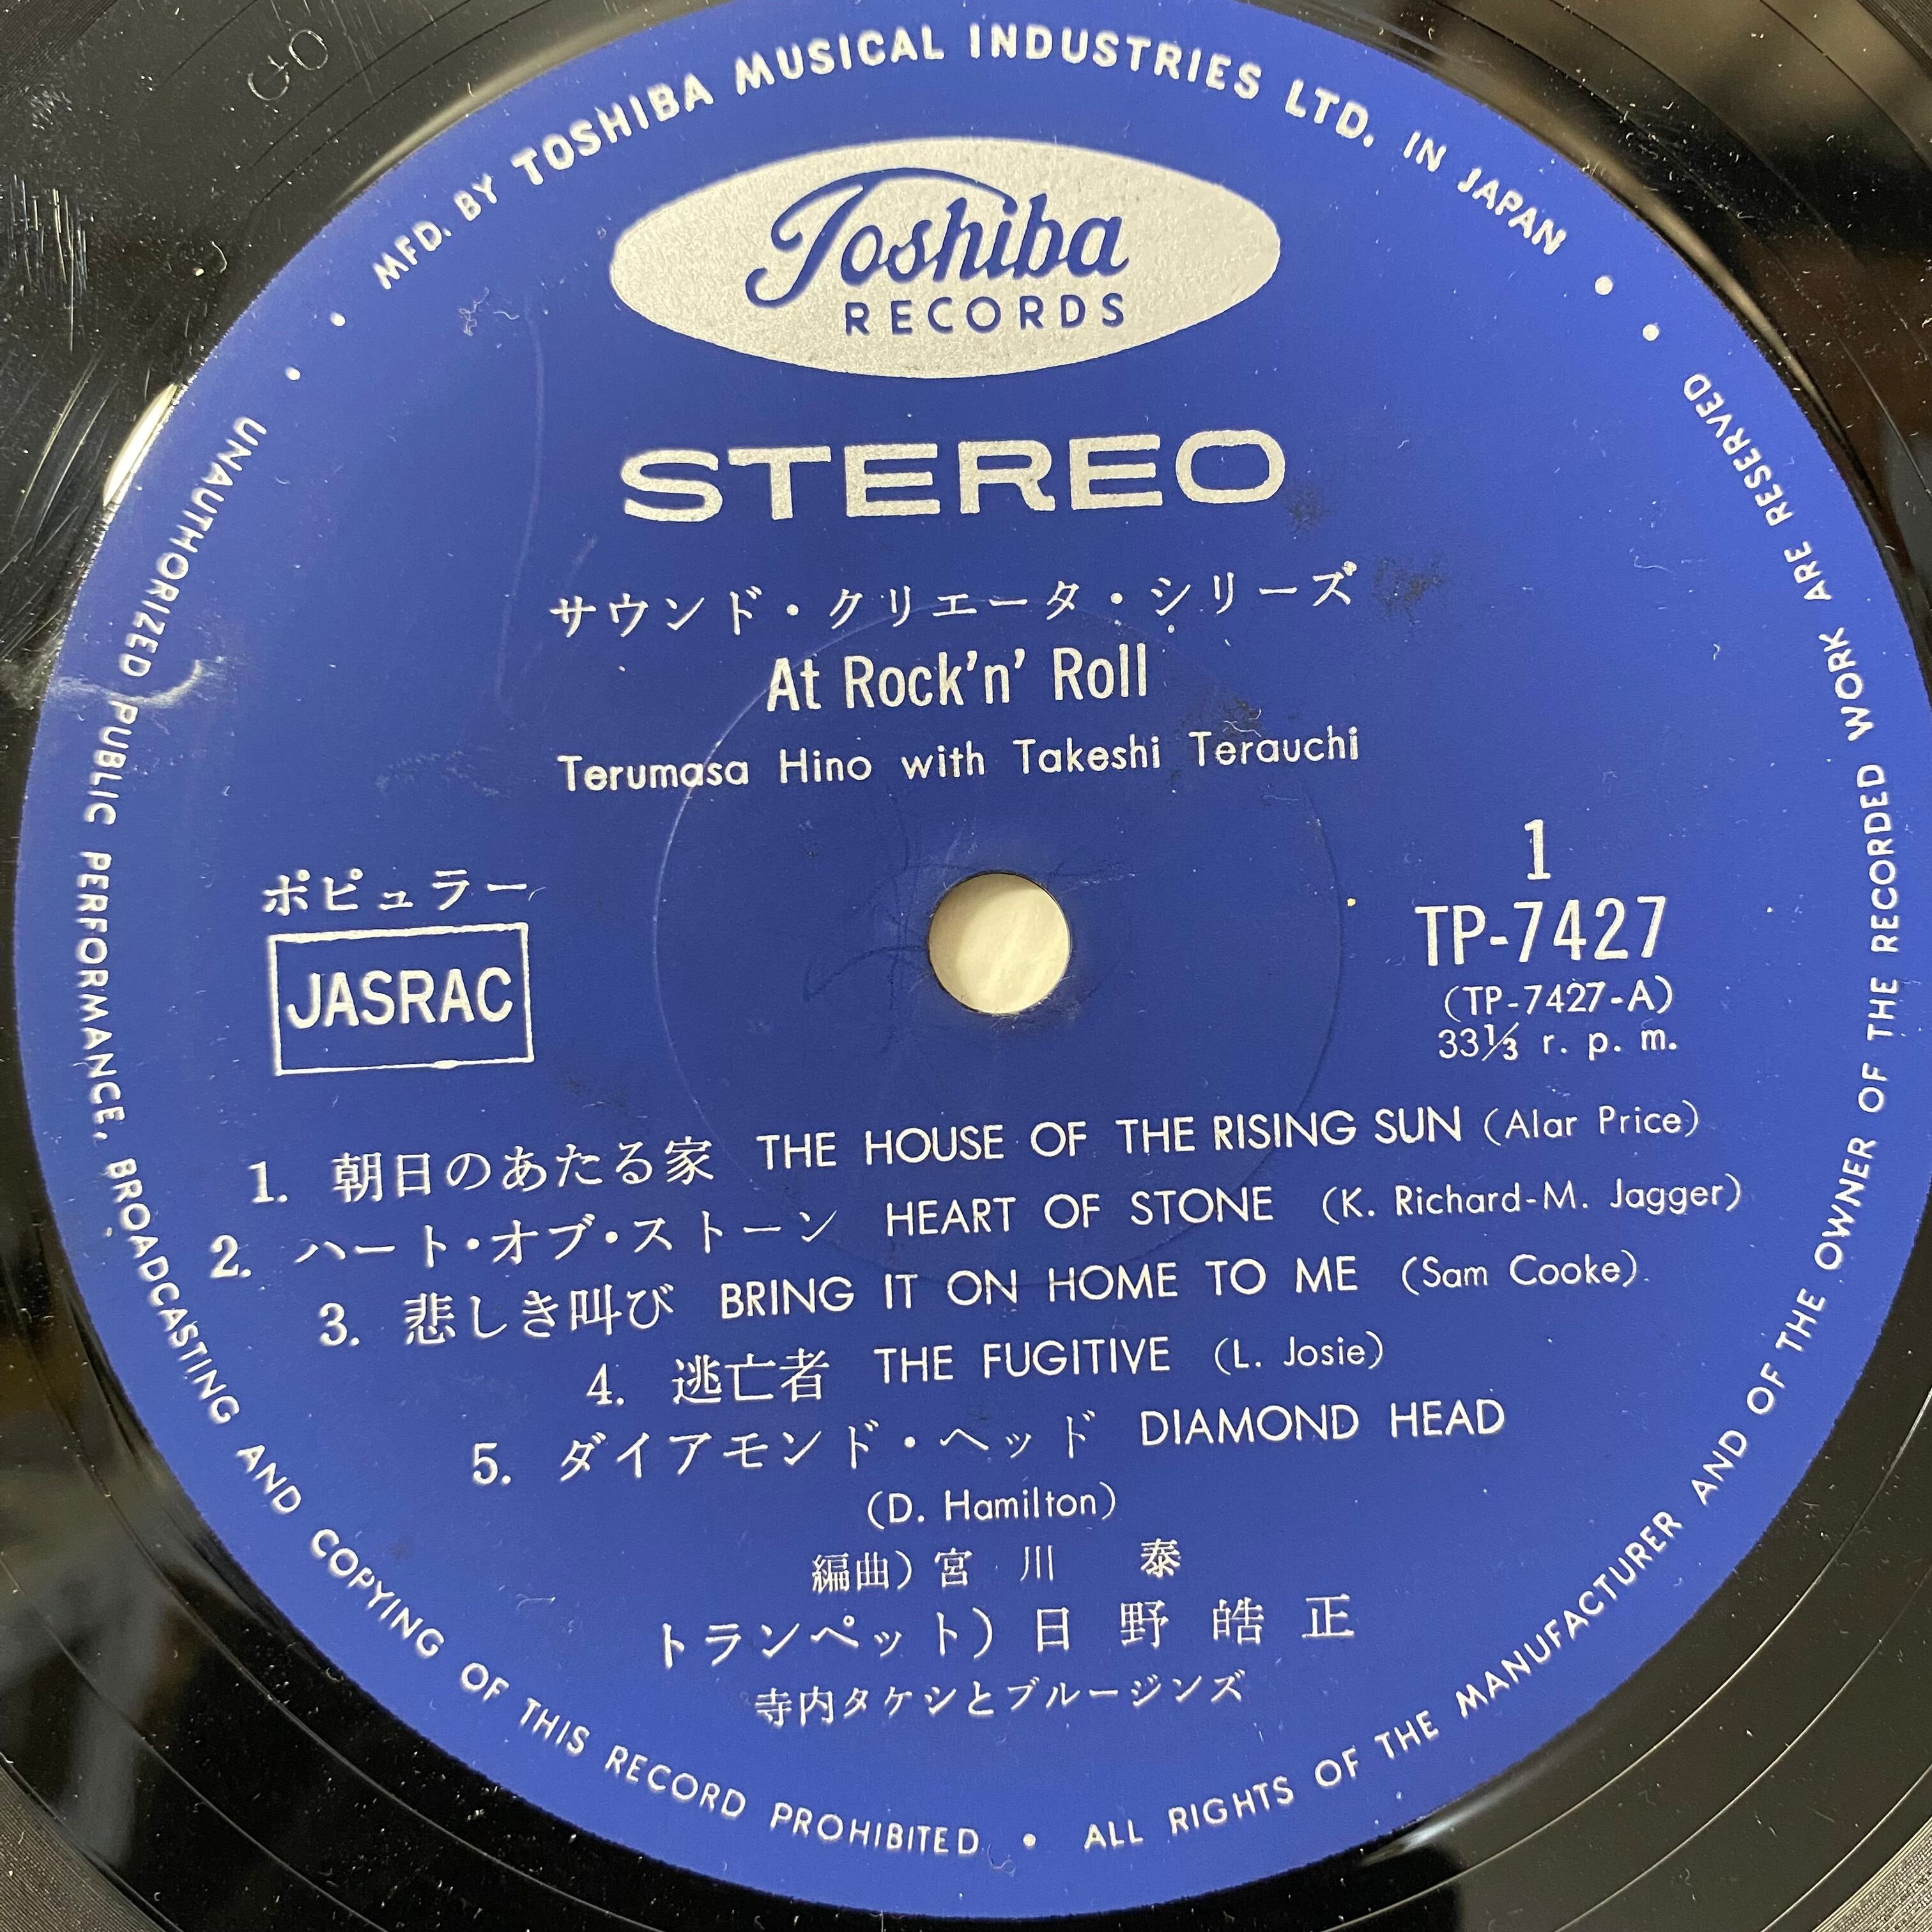 MFD. BY TOSHIBA MUSICAL INDUSTRIES LTD. IN JAPAN
Toshiba
RECORDS
STEREO
サウンド・クリエータ・シリーズ
At Rock'n' Roll
Terumasa Hino with Takeshi Terauchi
ポピュラー
JASRAC
1
TP-7427
(TP-7427-A)
33⅓ r. p. m.
1. 朝日のあたる家 THE HOUSE OF THE RISING SUN (Alar Price)
2. ハート・オブ・ストーン HEART OF STONE (K. Richard-M. Jagger)
3. 悲しき叫び BRING IT ON HOME TO ME (Sam Cooke)
4. 逃亡者 THE FUGITIVE (L. Josie)
5. ダイアモンド・ヘッド DIAMOND HEAD
(D. Hamilton)
編曲) 宮川 泰
トランペット) 日野皓正
寺内タケシとブルージンズ
UNAUTHORIZED PUBLIC PERFORMANCE, BROADCASTING AND COPYING OF THIS RECORD PROHIBITED • ALL RIGHTS OF THE MANUFACTURER AND OF THE OWNER OF THE RECORDED WORK ARE RESERVED